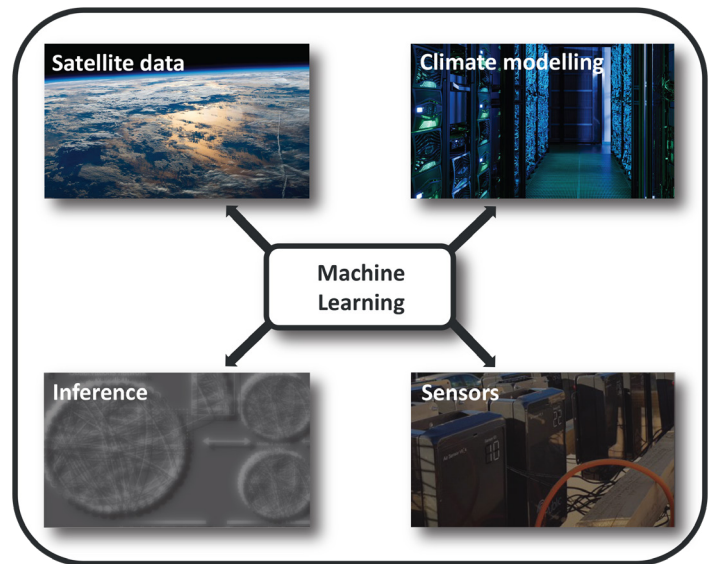 Satellite data
Climate modelling
Machine
Learning
Inference
Sensors